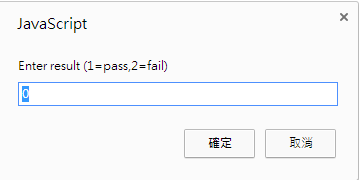 JavaScript
Enter result (1=pass,2=fail)
0
確定 取消